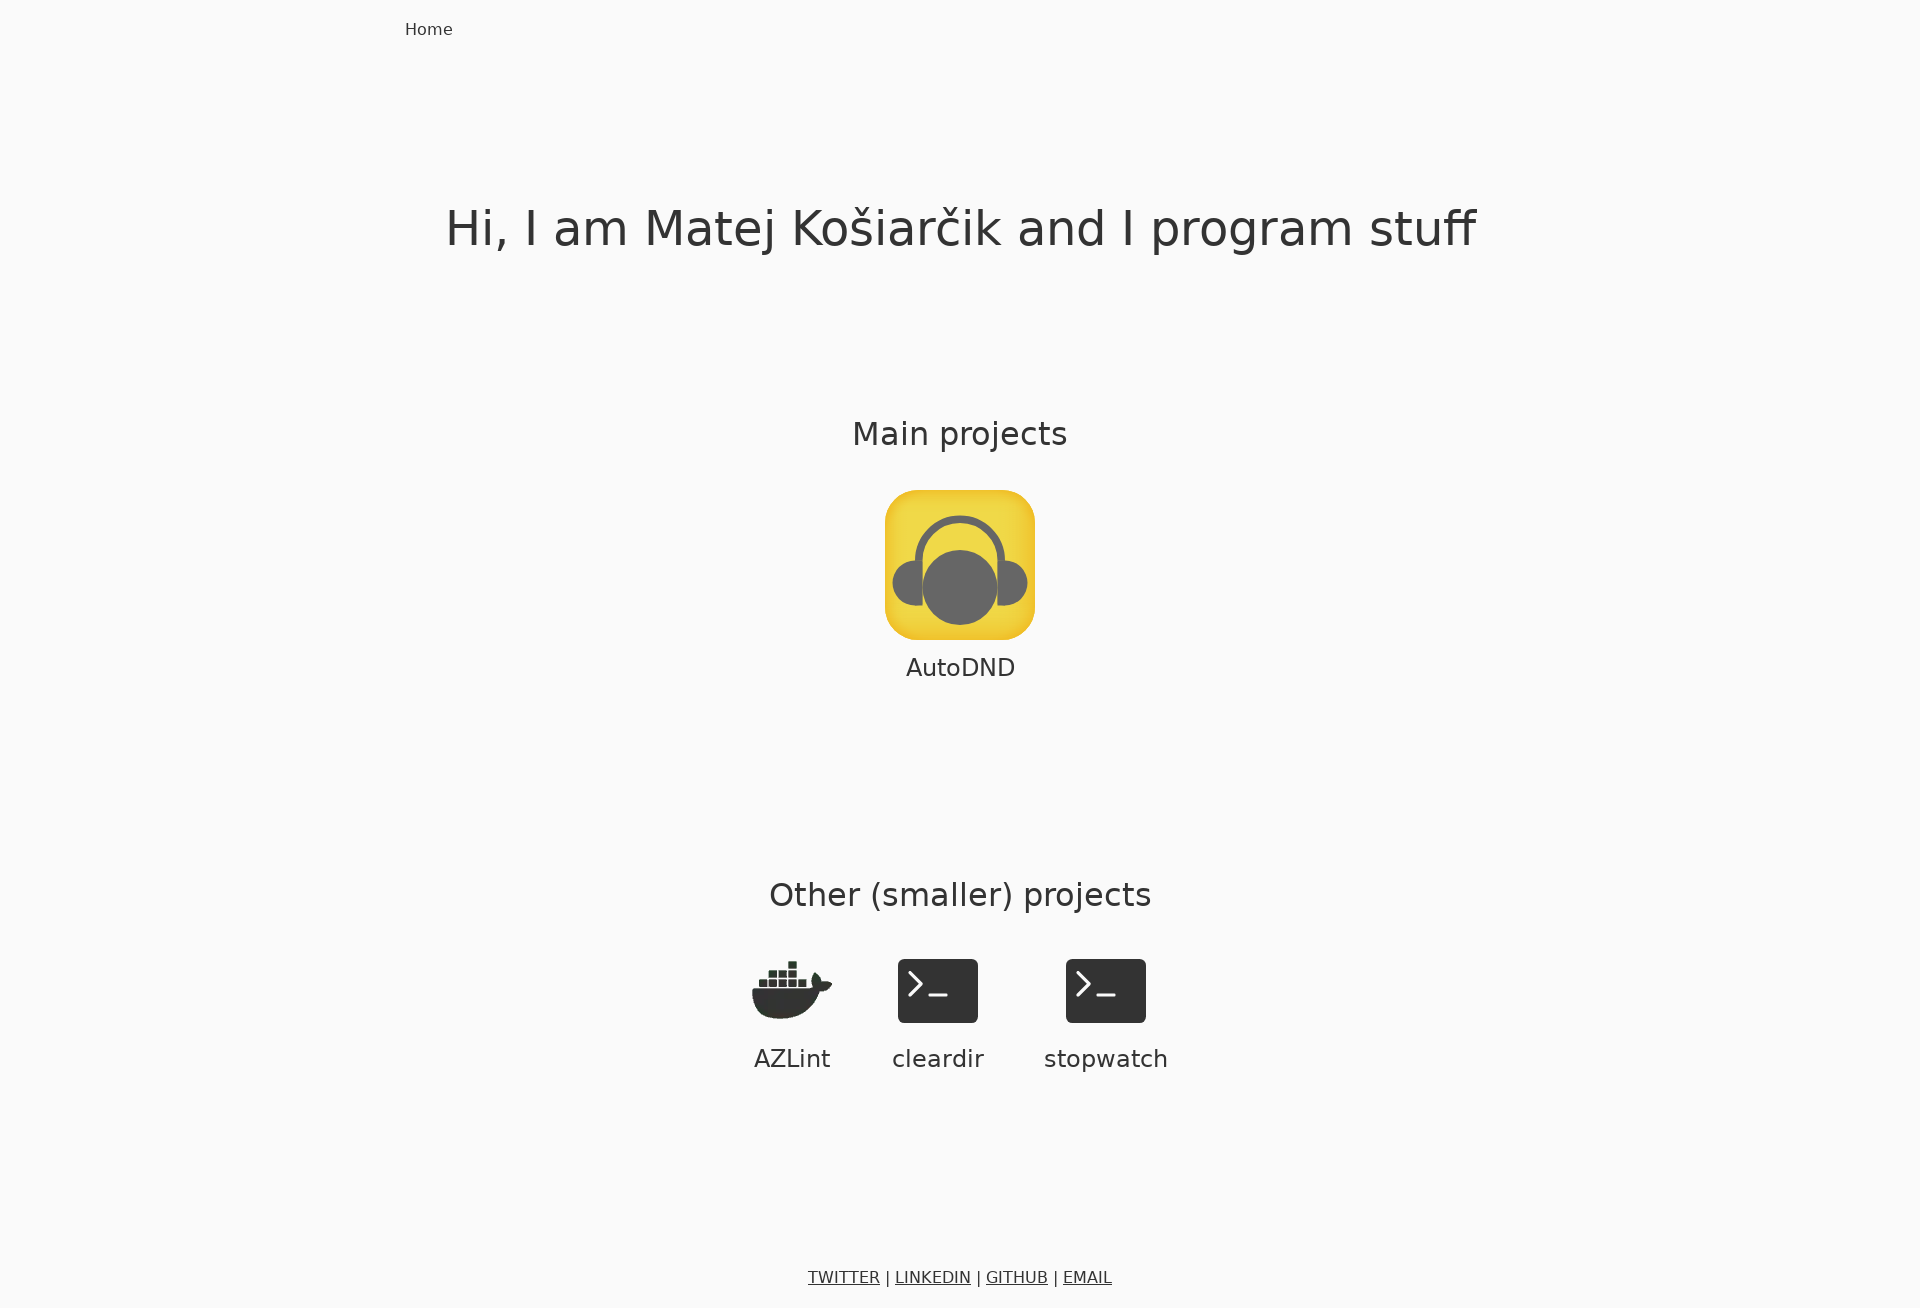 Home
Hi, I am Matej Košiarčik and I program stuff
Main projects
AutoDND
Other (smaller) projects
AZLint
cleardir
stopwatch
TWITTER | LINKEDIN | GITHUB | EMAIL